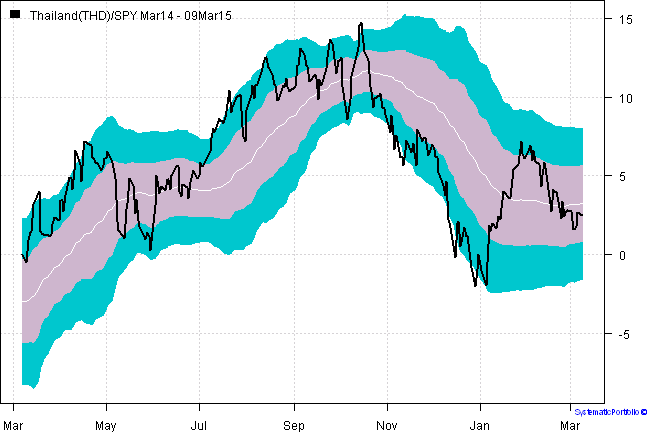 Thailand(THD)/SPY Mar14 - 09Mar15
15
10
5
0
-5
Mar May Jul Sep Nov Jan Mar
SystematicPortfolio ©